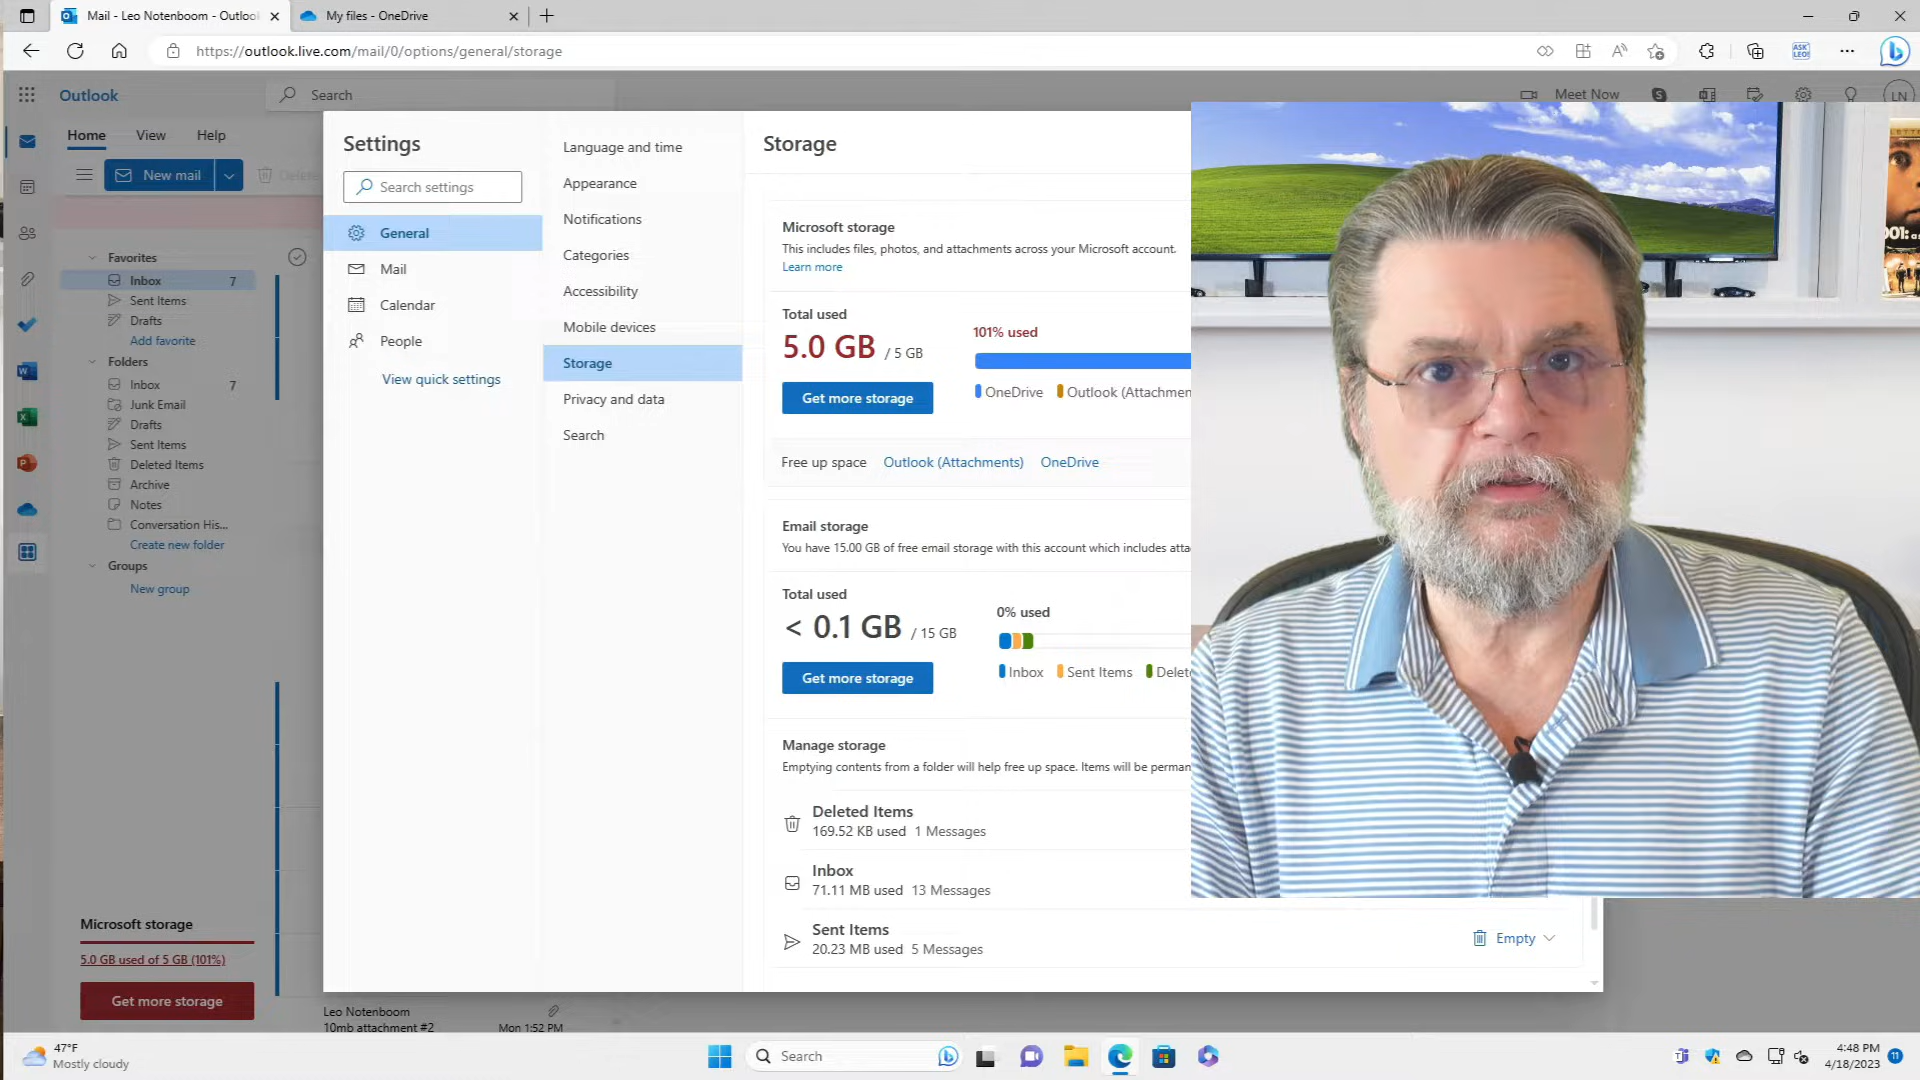 Mail - Leo Notenboom - Outlook
My files - OneDrive
https://outlook.live.com/mail/0/options/general/storage
ASK LEO!
Outlook
Search
Meet Now
LN
Home
View
Help
New mail
Delete
Favorites
Inbox 7
Sent Items
Drafts
Add favorite
Folders
Inbox 7
Junk Email
Drafts
Sent Items
Deleted Items
Archive
Notes
Conversation His...
Create new folder
Groups
New group
Microsoft storage
5.0 GB used of 5 GB (101%)
Get more storage
Settings
Search settings
General
Mail
Calendar
People
View quick settings
Language and time
Appearance
Notifications
Categories
Accessibility
Mobile devices
Storage
Privacy and data
Search
Storage
Microsoft storage
This includes files, photos, and attachments across your Microsoft account.
Learn more
Total used
5.0 GB / 5 GB
101% used
Get more storage
OneDrive Outlook (Attachmen
Free up space Outlook (Attachments) OneDrive
Email storage
You have 15.00 GB of free email storage with this account which includes atta
Total used
< 0.1 GB / 15 GB
0% used
Get more storage
Inbox Sent Items Delete
Manage storage
Emptying contents from a folder will help free up space. Items will be perman
Deleted Items
169.52 KB used 1 Messages
Inbox
71.11 MB used 13 Messages
Sent Items
20.23 MB used 5 Messages
Empty
Leo Notenboom
10mb attachment #2 Mon 1:52 PM
47°F
Mostly cloudy
Search
4:48 PM
4/18/2023
11